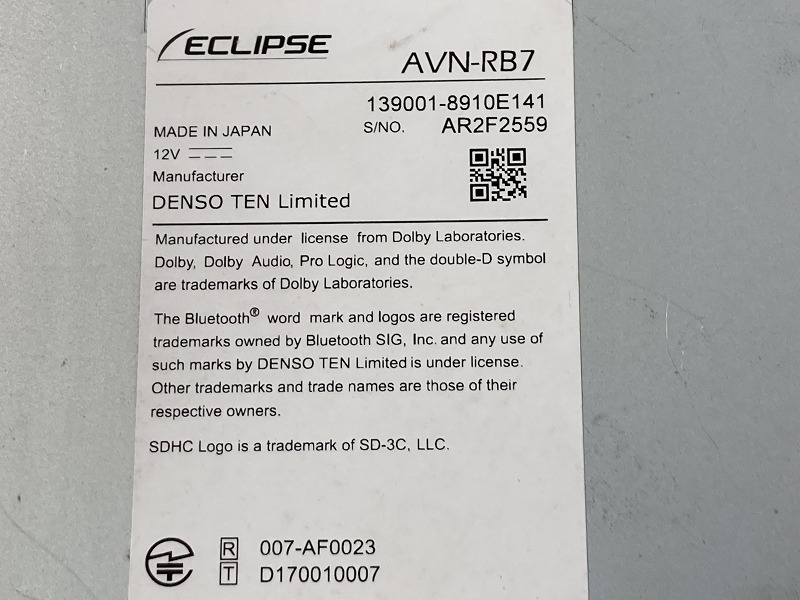 ECLIPSE
AVN-RB7
139001-8910E141
MADE IN JAPAN
S/NO. AR2F2559
12V
Manufacturer
DENSO TEN Limited
Manufactured under license from Dolby Laboratories.
Dolby, Dolby Audio, Pro Logic, and the double-D symbol
are trademarks of Dolby Laboratories.
The Bluetooth® word mark and logos are registered
trademarks owned by Bluetooth SIG, Inc. and any use of
such marks by DENSO TEN Limited is under license.
Other trademarks and trade names are those of their
respective owners.
SDHC Logo is a trademark of SD-3C, LLC.
R 007-AF0023
T D170010007